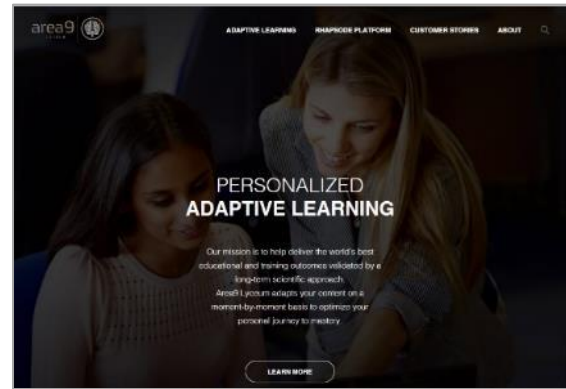 area9
LYCEUM
ADAPTIVE LEARNING
RHAPSODE PLATFORM
CUSTOMER STORIES
ABOUT
PERSONALIZED
ADAPTIVE LEARNING
Our mission is to help deliver the world's best
educational and training outcomes validated by a
long-term scientific approach.
Area9 Lyceum adapts your content on a
moment-by-moment basis to optimize your
personal journey to mastery
LEARN MORE